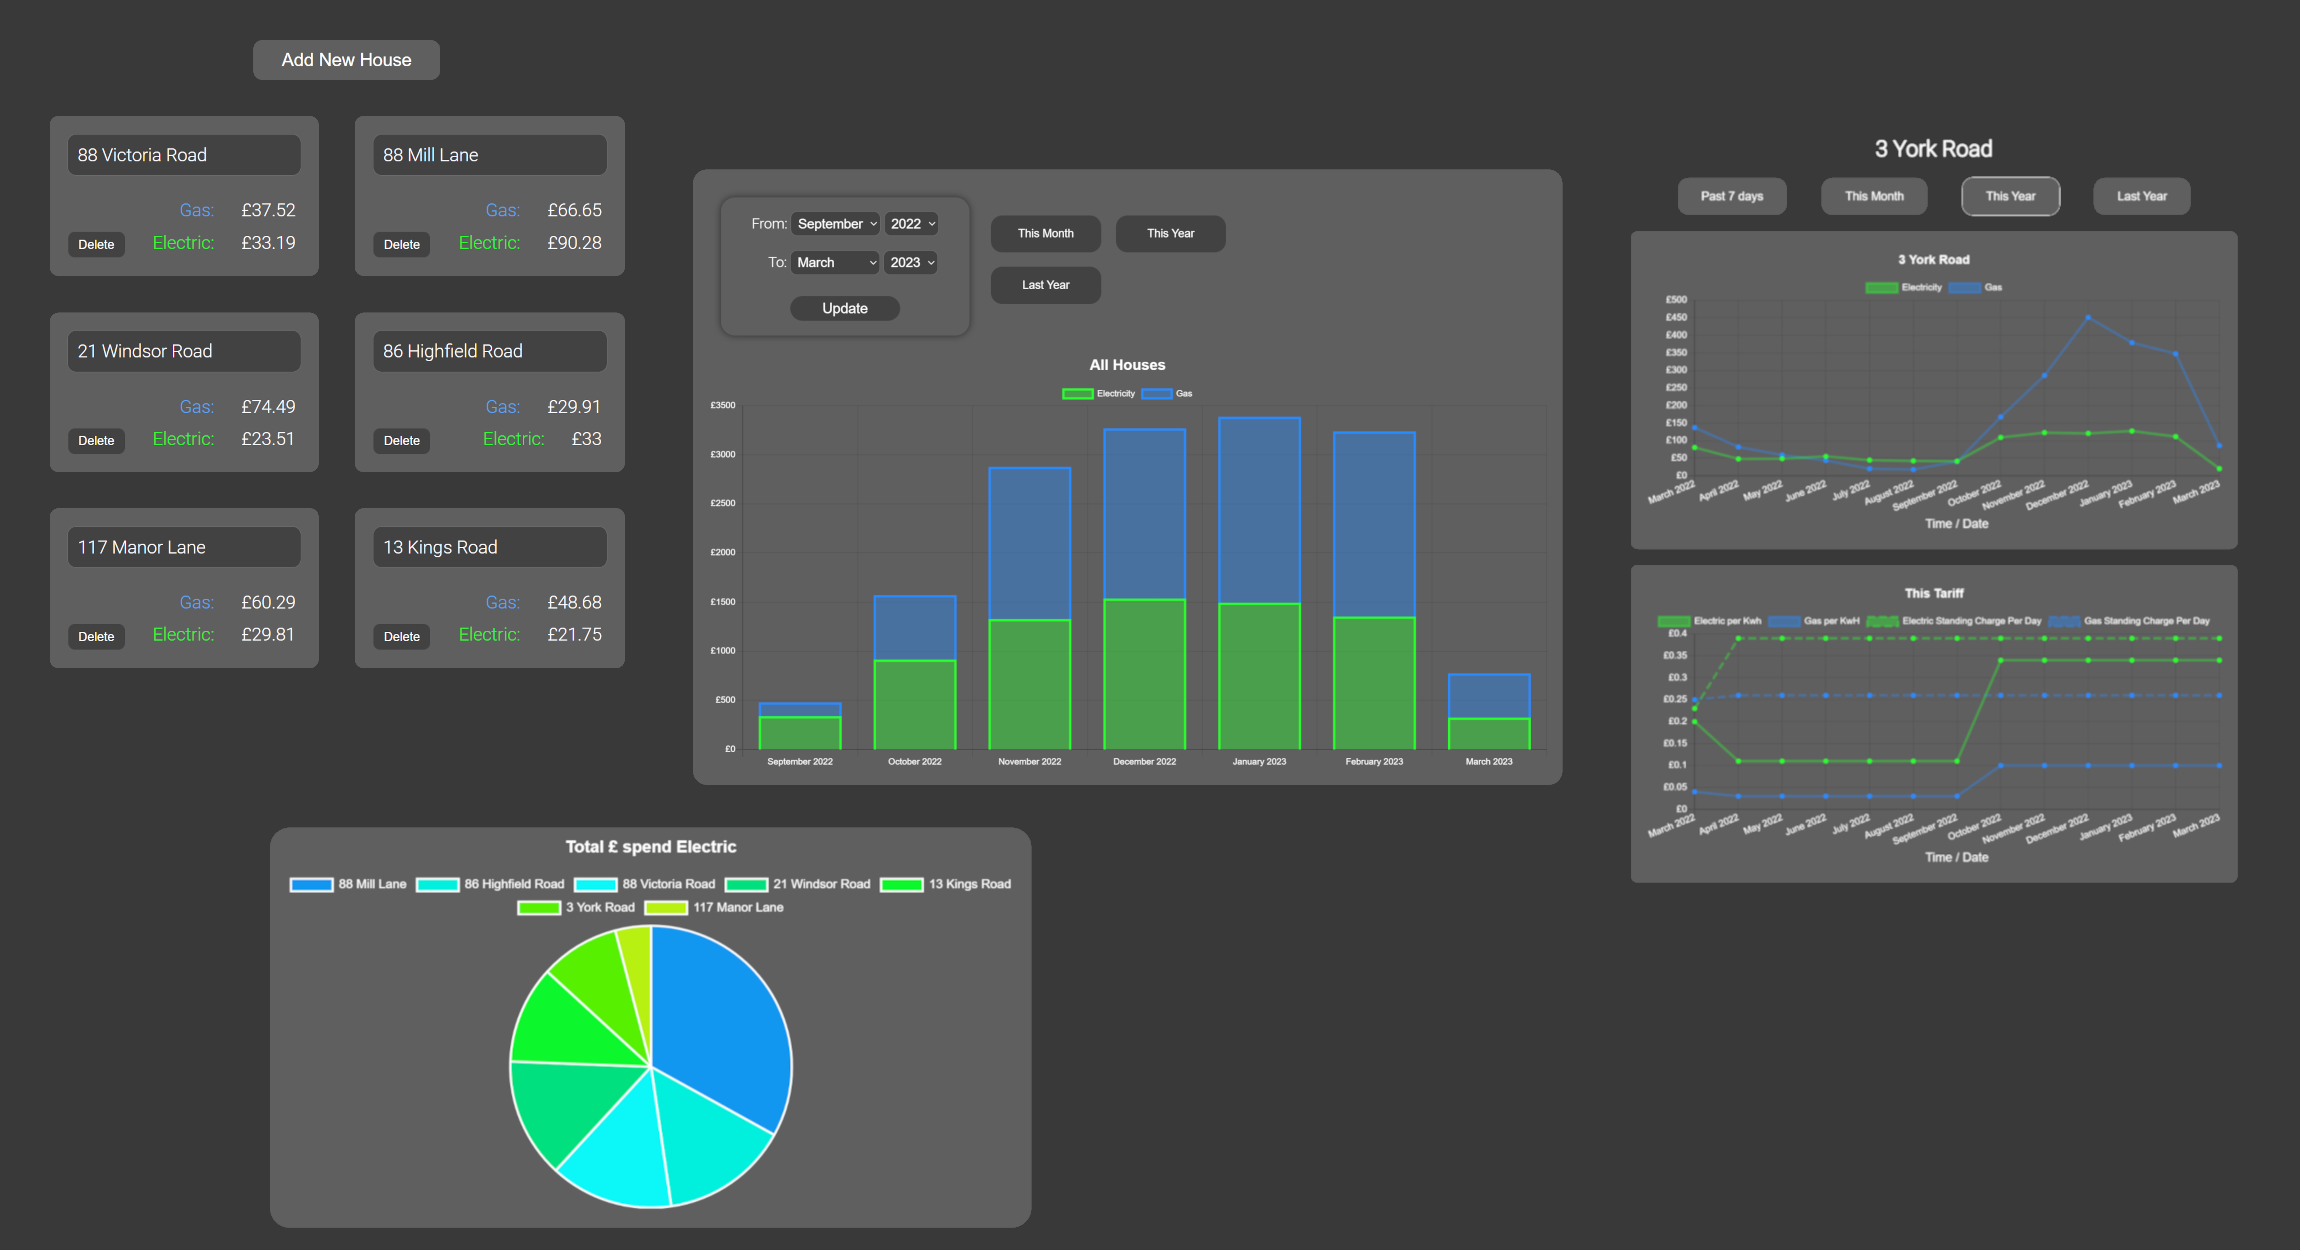 Add New House
88 Victoria Road
Gas: £37.52
Delete Electric: £33.19
88 Mill Lane
Gas: £66.65
Delete Electric: £90.28
21 Windsor Road
Gas: £74.49
Delete Electric: £23.51
86 Highfield Road
Gas: £29.91
Delete Electric: £33
117 Manor Lane
Gas: £60.29
Delete Electric: £29.81
13 Kings Road
Gas: £48.68
Delete Electric: £21.75
From: September 2022
To: March 2023
Update
This Month This Year
Last Year
All Houses
Electricity Gas
£3500
£3000
£2500
£2000
£1500
£1000
£500
£0
September 2022 October 2022 November 2022 December 2022 January 2023 February 2023 March 2023
Total £ spend Electric
88 Mill Lane 86 Highfield Road 88 Victoria Road 21 Windsor Road 13 Kings Road
3 York Road 117 Manor Lane
3 York Road
Past 7 days This Month This Year Last Year
3 York Road
Electricity Gas
£500
£450
£400
£350
£300
£250
£200
£150
£100
£50
£0
March 2022 April 2022 May 2022 June 2022 July 2022 August 2022 September 2022 October 2022 November 2022 December 2022 January 2023 February 2023 March 2023
Time / Date
This Tariff
Electric per Kwh Gas per KwH Electric Standing Charge Per Day Gas Standing Charge Per Day
£0.4
£0.35
£0.3
£0.25
£0.2
£0.15
£0.1
£0.05
£0
March 2022 April 2022 May 2022 June 2022 July 2022 August 2022 September 2022 October 2022 November 2022 December 2022 January 2023 February 2023 March 2023
Time / Date